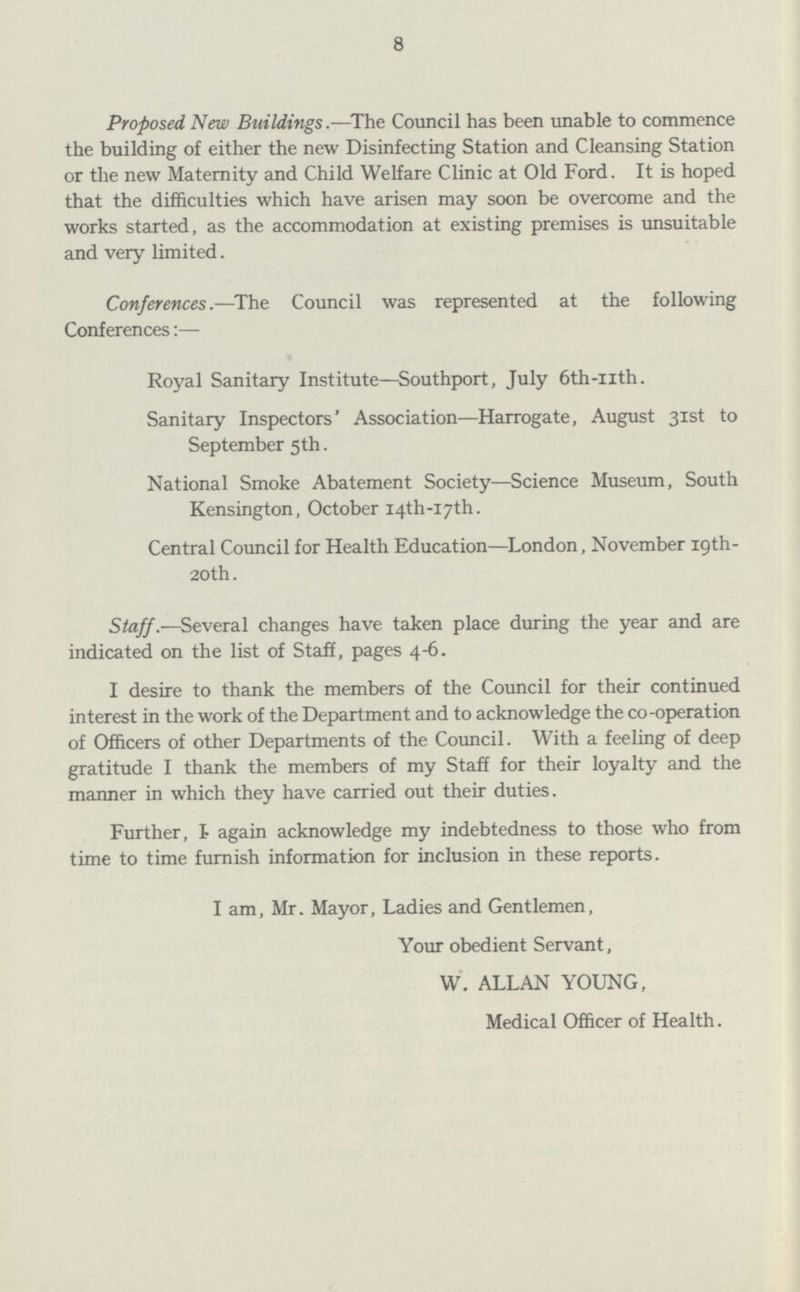 8
Proposed New Buildings.—The Council has been unable to commence
the building of either the new Disinfecting Station and Cleansing Station
or the new Maternity and Child Welfare Clinic at Old Ford. It is hoped
that the difficulties which have arisen may soon be overcome and the
works started, as the accommodation at existing premises is unsuitable
and very limited.
Conferences.—The Council was represented at the following
Conferences:—
Royal Sanitary Institute—Southport, July 6th-11th.
Sanitary Inspectors' Association—Harrogate, August 31st to
September 5th.
National Smoke Abatement Society—Science Museum, South
Kensington, October 14th-17th.
Central Council for Health Education—London, November 19th-
20th.
Staff.—Several changes have taken place during the year and are
indicated on the list of Staff, pages 4-6.
I desire to thank the members of the Council for their continued
interest in the work of the Department and to acknowledge the co-operation
of Officers of other Departments of the Council. With a feeling of deep
gratitude I thank the members of my Staff for their loyalty and the
manner in which they have carried out their duties.
Further, I again acknowledge my indebtedness to those who from
time to time furnish information for inclusion in these reports.
I am, Mr. Mayor, Ladies and Gentlemen,
Your obedient Servant,
W. ALLAN YOUNG,
Medical Officer of Health.